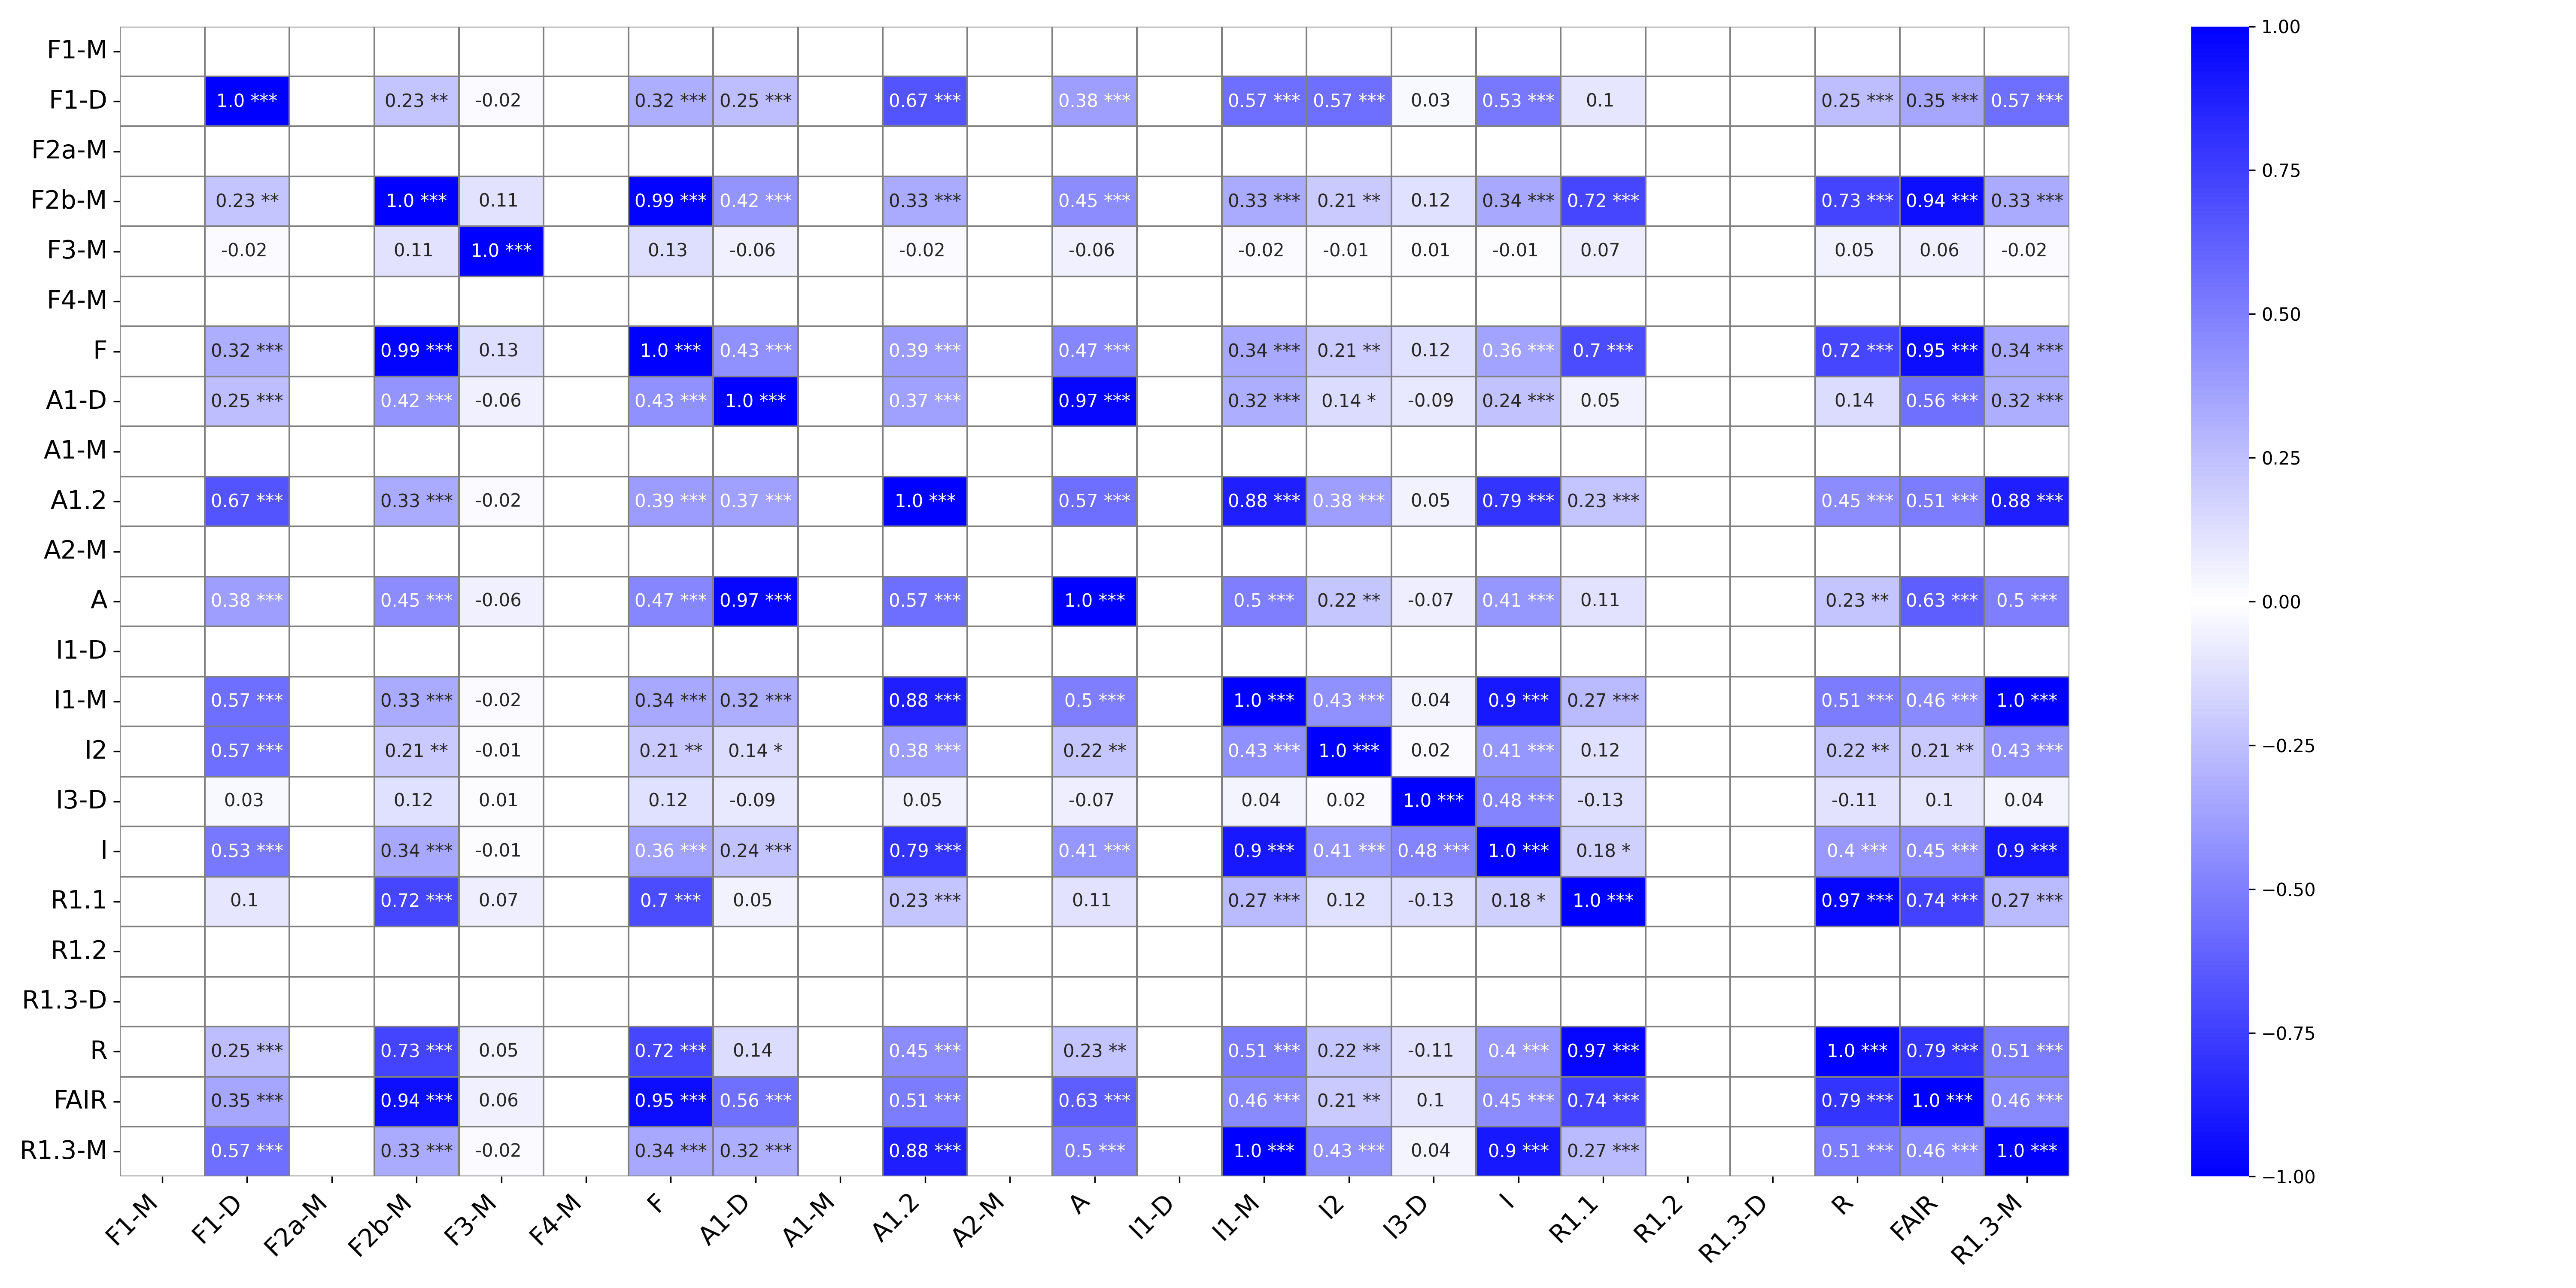 F1-M
F1-D 1.0 *** 0.23 ** -0.02 0.32 *** 0.25 *** 0.67 *** 0.38 *** 0.57 *** 0.57 *** 0.03 0.53 *** 0.1 0.25 *** 0.35 *** 0.57 ***
F2a-M
F2b-M 0.23 ** 1.0 *** 0.11 0.99 *** 0.42 *** 0.33 *** 0.45 *** 0.33 *** 0.21 ** 0.12 0.34 *** 0.72 *** 0.73 *** 0.94 *** 0.33 ***
F3-M -0.02 0.11 1.0 *** 0.13 -0.06 -0.02 -0.06 -0.02 -0.01 0.01 -0.01 0.07 0.05 0.06 -0.02
F4-M
F 0.32 *** 0.99 *** 0.13 1.0 *** 0.43 *** 0.39 *** 0.47 *** 0.34 *** 0.21 ** 0.12 0.36 *** 0.7 *** 0.72 *** 0.95 *** 0.34 ***
A1-D 0.25 *** 0.42 *** -0.06 0.43 *** 1.0 *** 0.37 *** 0.97 *** 0.32 *** 0.14 * -0.09 0.24 *** 0.05 0.14 0.56 *** 0.32 ***
A1-M
A1.2 0.67 *** 0.33 *** -0.02 0.39 *** 0.37 *** 1.0 *** 0.57 *** 0.88 *** 0.38 *** 0.05 0.79 *** 0.23 *** 0.45 *** 0.51 *** 0.88 ***
A2-M
A 0.38 *** 0.45 *** -0.06 0.47 *** 0.97 *** 0.57 *** 1.0 *** 0.5 *** 0.22 ** -0.07 0.41 *** 0.11 0.23 ** 0.63 *** 0.5 ***
I1-D
I1-M 0.57 *** 0.33 *** -0.02 0.34 *** 0.32 *** 0.88 *** 0.5 *** 1.0 *** 0.43 *** 0.04 0.9 *** 0.27 *** 0.51 *** 0.46 *** 1.0 ***
I2 0.57 *** 0.21 ** -0.01 0.21 ** 0.14 * 0.38 *** 0.22 ** 0.43 *** 1.0 *** 0.02 0.41 *** 0.12 0.22 ** 0.21 ** 0.43 ***
I3-D 0.03 0.12 0.01 0.12 -0.09 0.05 -0.07 0.04 0.02 1.0 *** 0.48 *** -0.13 -0.11 0.1 0.04
I 0.53 *** 0.34 *** -0.01 0.36 *** 0.24 *** 0.79 *** 0.41 *** 0.9 *** 0.41 *** 0.48 *** 1.0 *** 0.18 * 0.4 *** 0.45 *** 0.9 ***
R1.1 0.1 0.72 *** 0.07 0.7 *** 0.05 0.23 *** 0.11 0.27 *** 0.12 -0.13 0.18 * 1.0 *** 0.97 *** 0.74 *** 0.27 ***
R1.2
R1.3-D
R 0.25 *** 0.73 *** 0.05 0.72 *** 0.14 0.45 *** 0.23 ** 0.51 *** 0.22 ** -0.11 0.4 *** 0.97 *** 1.0 *** 0.79 *** 0.51 ***
FAIR 0.35 *** 0.94 *** 0.06 0.95 *** 0.56 *** 0.51 *** 0.63 *** 0.46 *** 0.21 ** 0.1 0.45 *** 0.74 *** 0.79 *** 1.0 *** 0.46 ***
R1.3-M 0.57 *** 0.33 *** -0.02 0.34 *** 0.32 *** 0.88 *** 0.5 *** 1.0 *** 0.43 *** 0.04 0.9 *** 0.27 *** 0.51 *** 0.46 *** 1.0 ***
F1-M F1-D F2a-M F2b-M F3-M F4-M F A1-D A1-M A1.2 A2-M A I1-D I1-M I2 I3-D I R1.1 R1.2 R1.3-D R FAIR R1.3-M
1.00
0.75
0.50
0.25
0.00
−0.25
−0.50
−0.75
−1.00